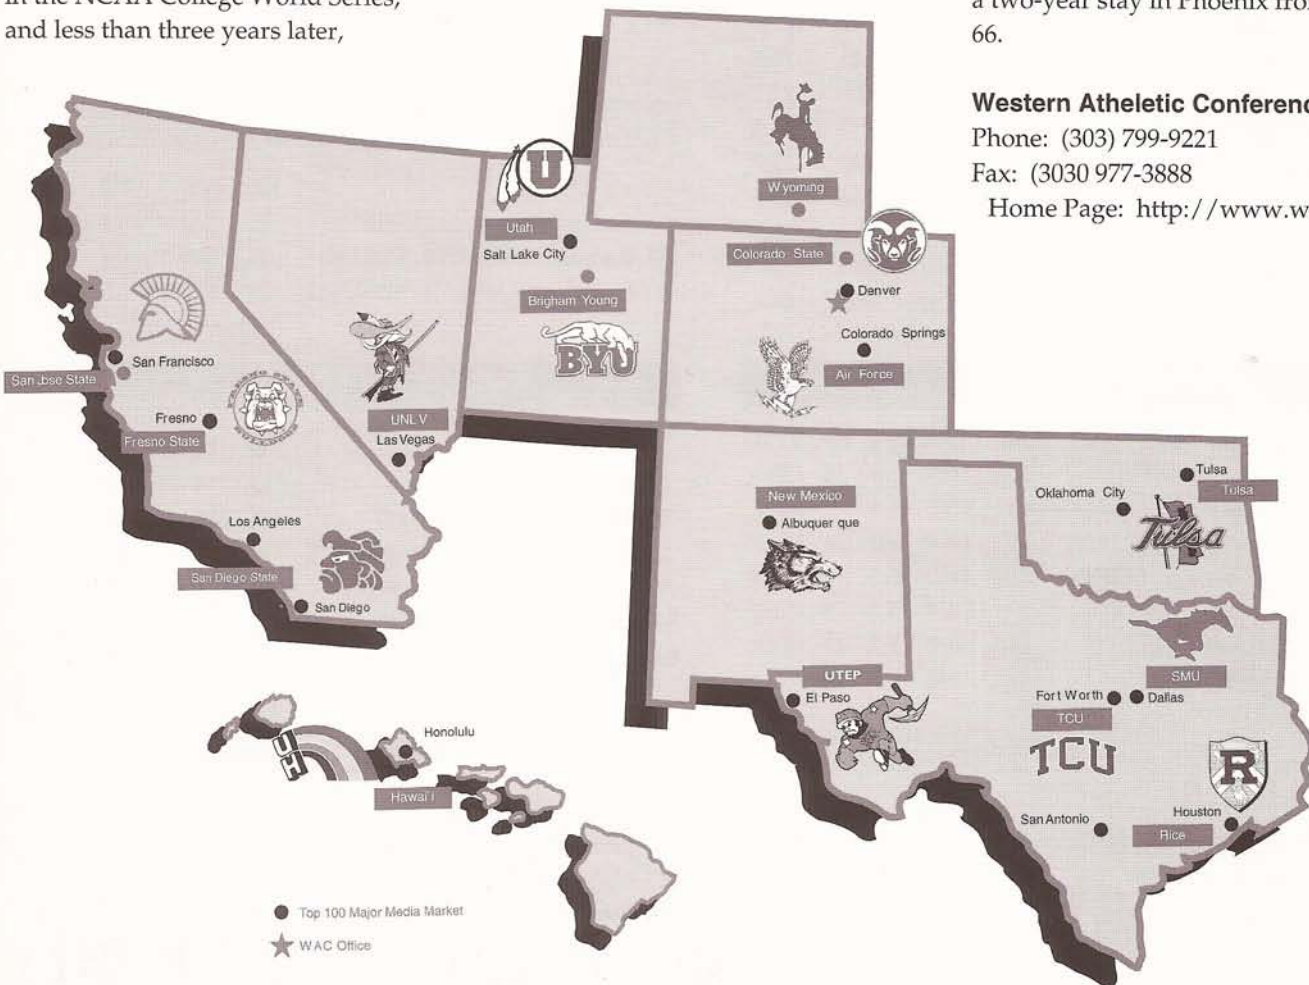 in the NCAA College World Series,
and less than three years later,
a two-year stay in Phoenix
66.
Western Atheletic
Phone: (303) 799-9221
Fax: (3030 977-3888
Home Page: http://www.w
Wyoming
U
Utah
Salt Lake City
Colorado State
Denver
Brigham Young
BYU
Colorado Springs
Air Force
San Francisco
San Jose State
Fresno
Fresno State
FRESNO STATE
BULLDOGS
UNLV
Las Vegas
New Mexico
Albuquer que
Tulsa
Tulsa
Oklahoma City
Tulsa
Los Angeles
San Diego State
San Diego
UTEP
El Paso
SMU
Fort Worth
Dallas
TCU
TCU
R
San Antonio
Houston
Rice
Honolulu
UH
Hawai'i
Top 100 Major Media Market
WAC Office